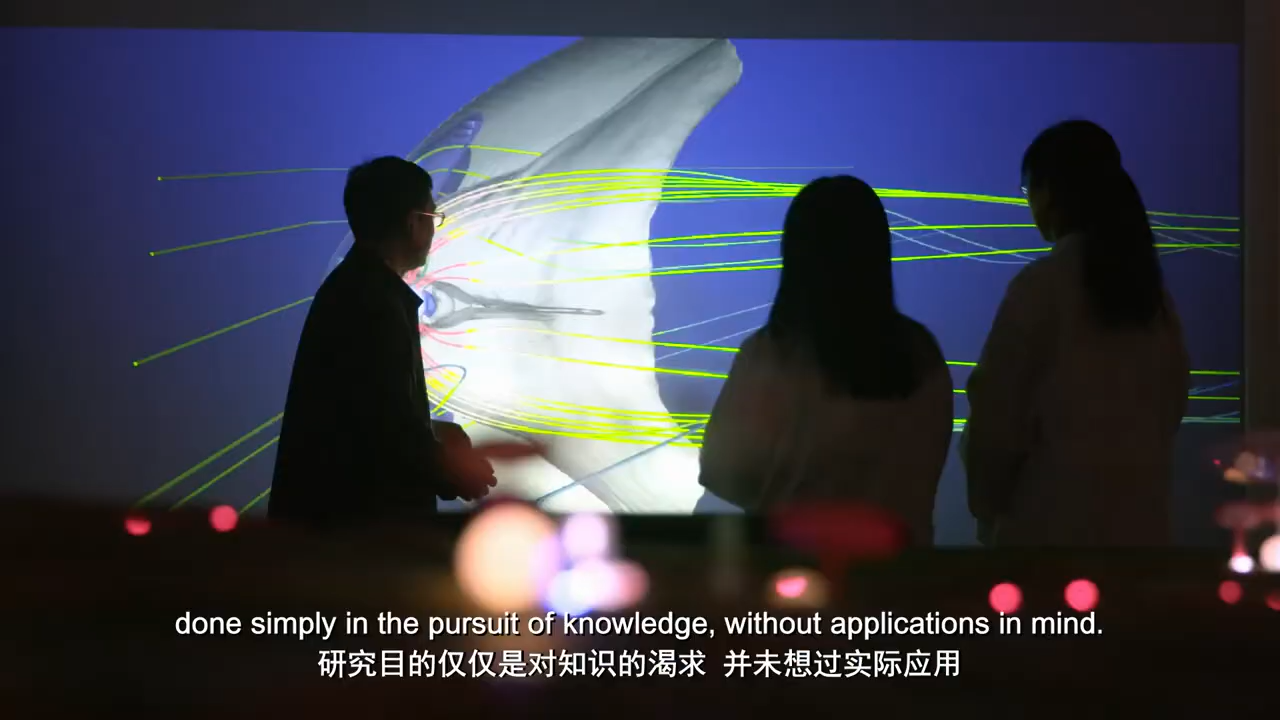 done simply in the pursuit of knowledge, without applications in mind.
研究目的仅仅是对知识的渴求 并未想过实际应用